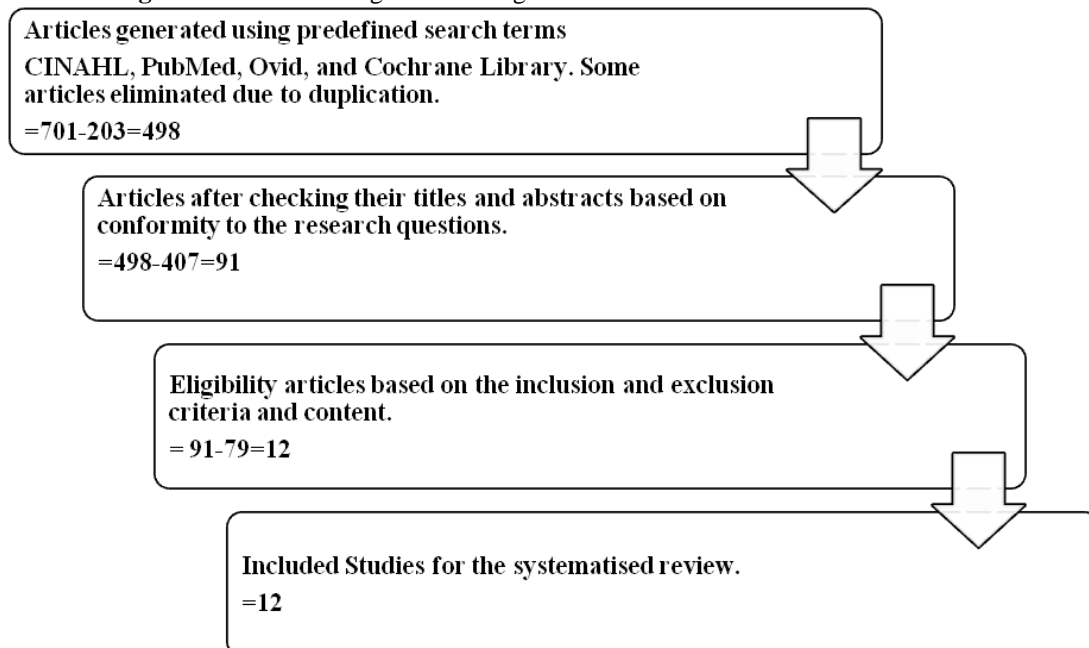 Articles generated using predefined search terms
CINAHL, PubMed, Ovid, and Cochrane Library. Some
articles eliminated due to duplication.
=701-203=498
Articles after checking their titles and abstracts based on
conformity to the research questions.
=498-407=91
Eligibility articles based on the inclusion and exclusion
criteria and content.
= 91-79=12
Included Studies for the systematised review.
=12